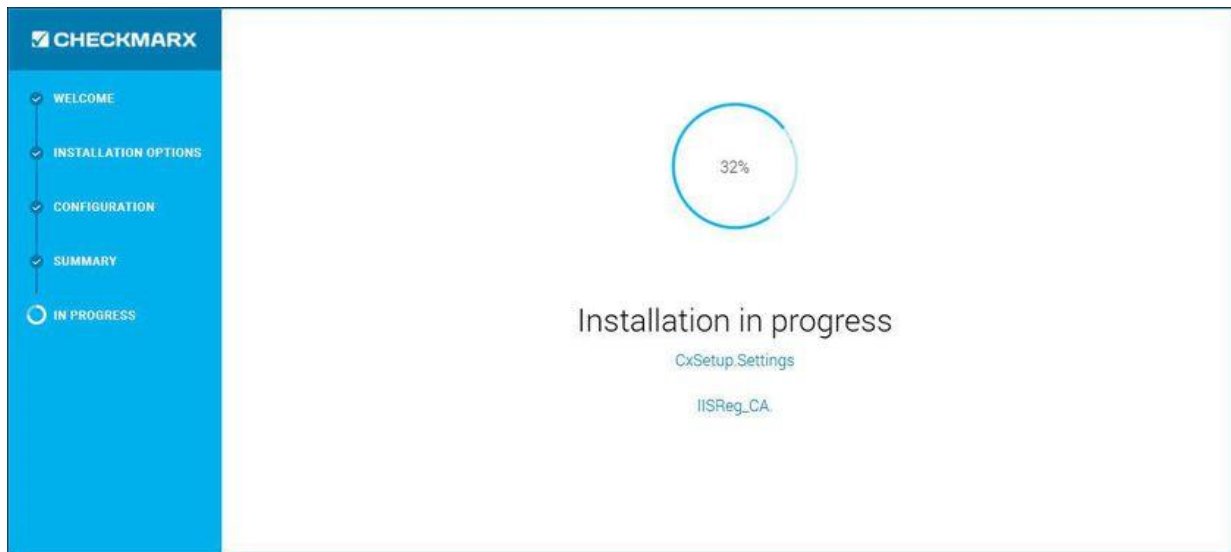 CHECKMARX
WELCOME
INSTALLATION OPTIONS
CONFIGURATION
SUMMARY
IN PROGRESS
32%
Installation in progress
CxSetup.Settings
IISReg_CA.